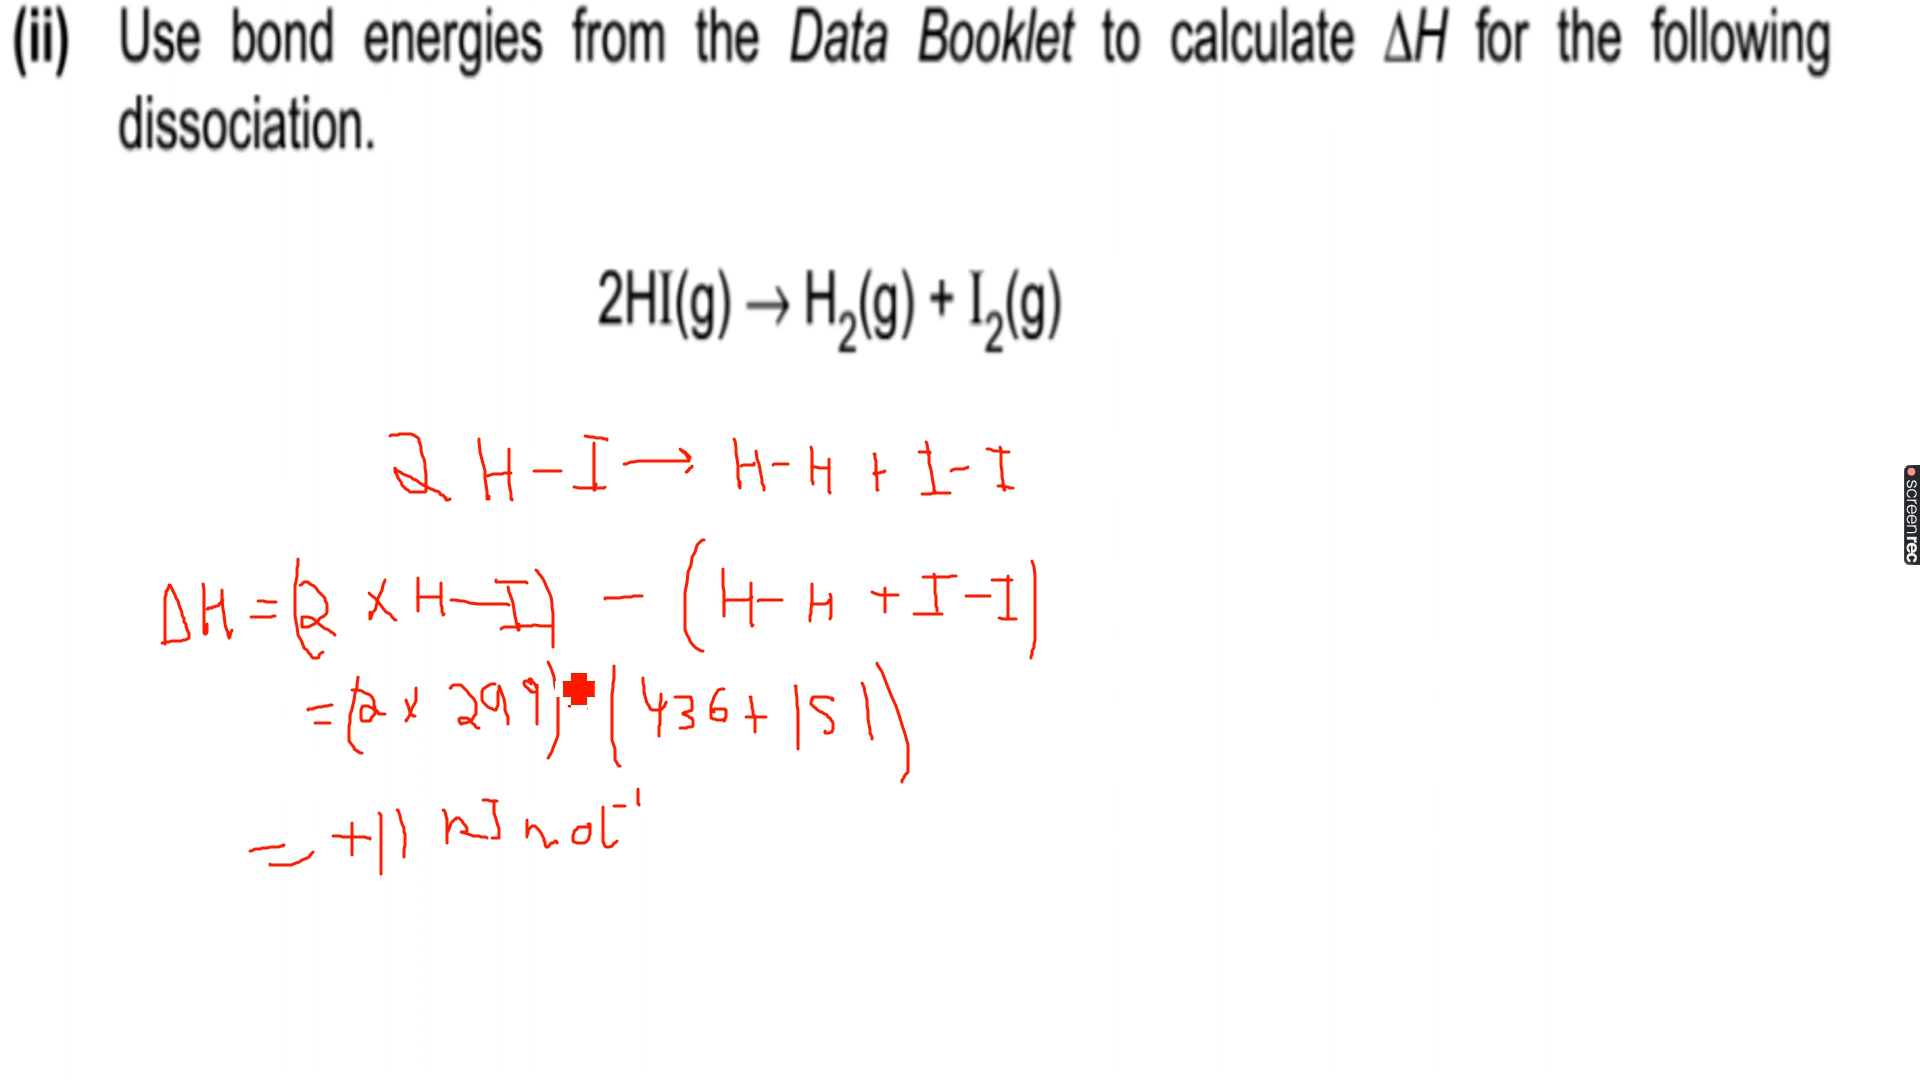 (ii) Use bond energies from the Data Booklet to calculate ΔH for the following
dissociation.
2HI(g) → H₂(g) + I₂(g)
2 H-I → H-H + I-I
ΔH = (2 × H-I) - (H-H + I-I)
= (2 × 299) - (436 + 151)
= +11 kJ mol⁻¹
screenrec